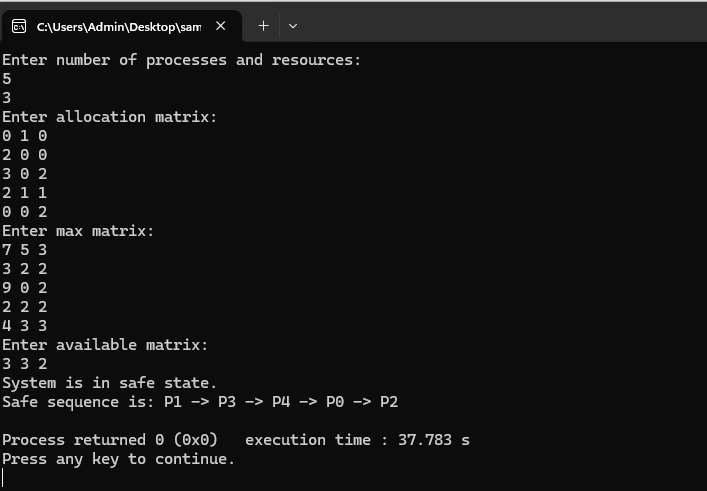 C:\Users\Admin\Desktop\sam
Enter number of processes and resources:
5
3
Enter allocation matrix:
0 1 0
2 0 0
3 0 2
2 1 1
0 0 2
Enter max matrix:
7 5 3
3 2 2
9 0 2
2 2 2
4 3 3
Enter available matrix:
3 3 2
System is in safe state.
Safe sequence is: P1 -> P3 -> P4 -> P0 -> P2
Process returned 0 (0x0)   execution time : 37.783 s
Press any key to continue.